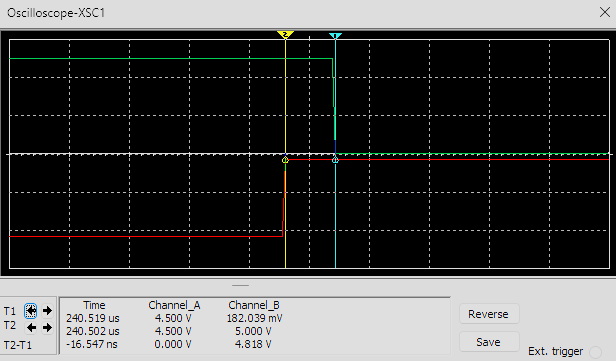 Oscilloscope-XSC1
2
1
Time Channel_A Channel_B
T1 240.519 us 4.500 V 182.039 mV
T2 240.502 us 4.500 V 5.000 V
T2-T1 -16.547 ns 0.000 V 4.818 V
Reverse
Save
Ext. trigger